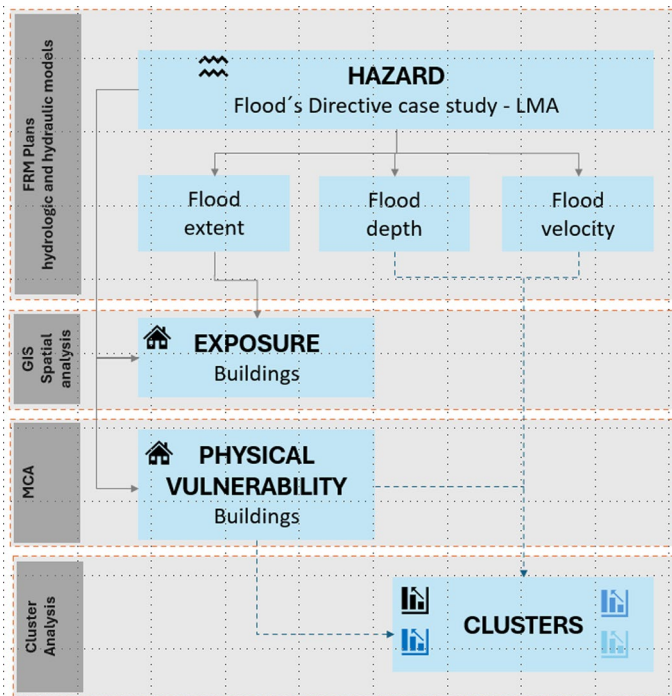 FRM Plans
hydrologic and hydraulic models
HAZARD
Flood´s Directive case study - LMA
Flood
extent
Flood
depth
Flood
velocity
GIS
Spatial
analysis
EXPOSURE
Buildings
MCA
PHYSICAL
VULNERABILITY
Buildings
Cluster
Analysis
CLUSTERS